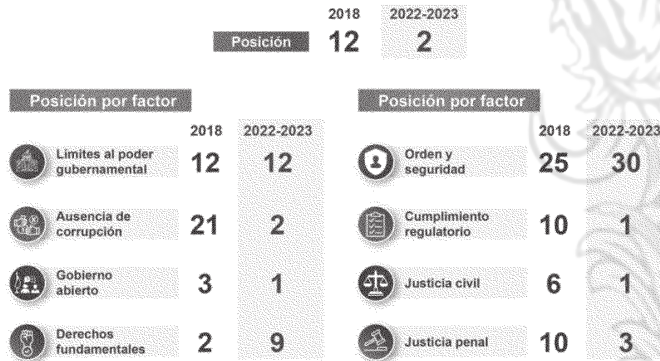 2018 2022-2023
Posición 12 2
Posición por factor
2018 2022-2023
Límites al poder
gubernamental 12 12
Ausencia de
corrupción 21 2
Gobierno
abierto 3 1
Derechos
fundamentales 2 9
Posición por factor
2018 2022-2023
Orden y
seguridad 25 30
Cumplimiento
regulatorio 10 1
Justicia civil 6 1
Justicia penal 10 3